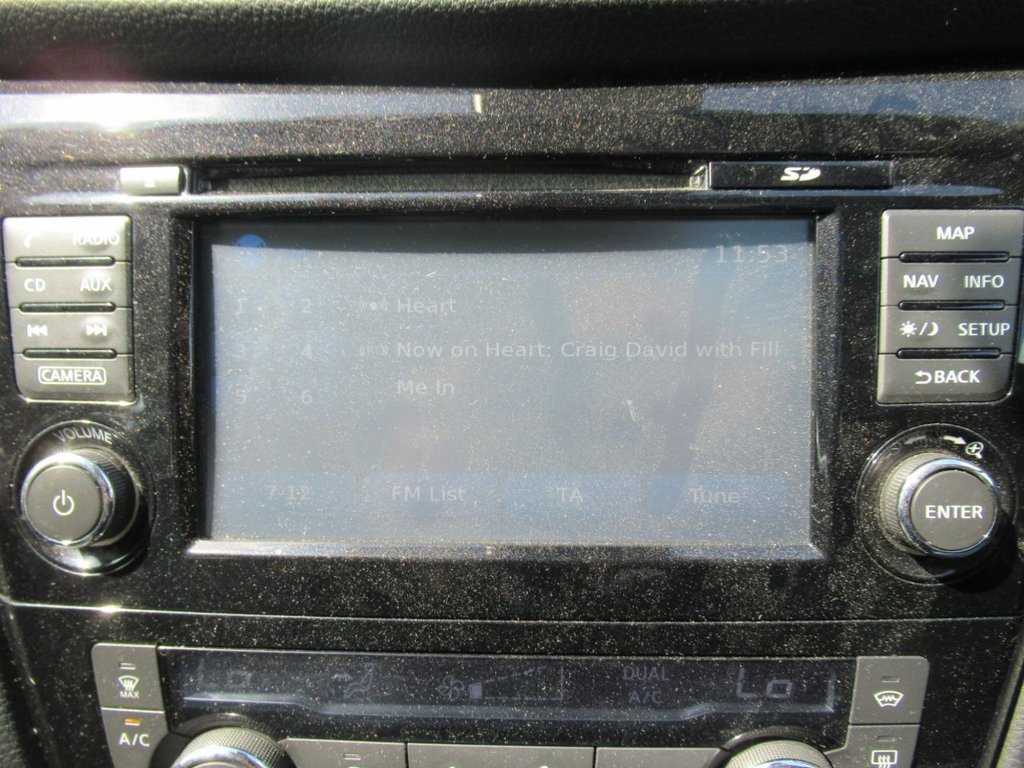 SD
RADIO
MAP
CD AUX
NAV INFO
SETUP
CAMERA
BACK
VOLUME
ENTER
11:53
1 2 Heart
3 4 Now on Heart: Craig David with Fill
Me In
5 6
7-12 FM List TA Tune
MAX
A/C
Lo
DUAL
A/C
Lo